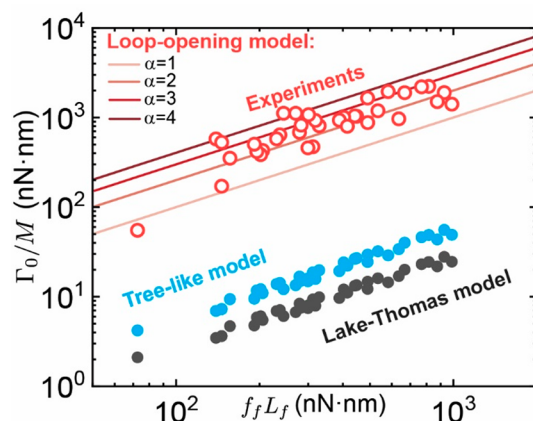 10⁴
Loop-opening model:
α=1
α=2
α=3
α=4
Experiments
10³
10²
Tree-like model
10¹
Lake-Thomas model
10⁰
10² 10³
Γ₀/M (nN·nm)
f_f L_f (nN·nm)